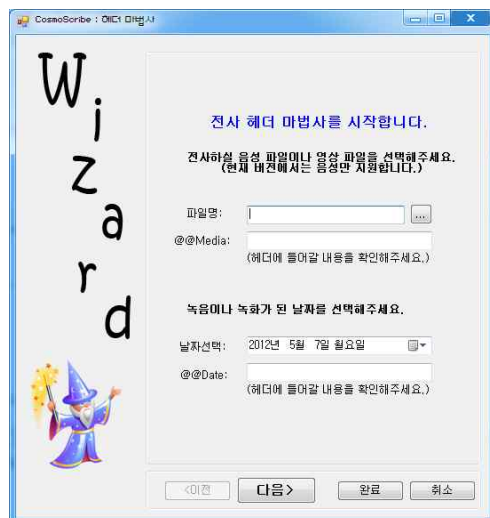 CosmoScribe : 헤더 마법사
Wizard
전사 헤더 마법사를 시작합니다.
전사하실 음성 파일이나 영상 파일을 선택해주세요.
(현재 버전에서는 음성만 지원합니다.)
파일명:
...
@@Media:
(헤더에 들어갈 내용을 확인해주세요.)
녹음이나 녹화가 된 날짜를 선택해주세요.
날짜선택: 2012년 5월 7일 월요일
@@Date:
(헤더에 들어갈 내용을 확인해주세요.)
<이전 다음> 완료 취소